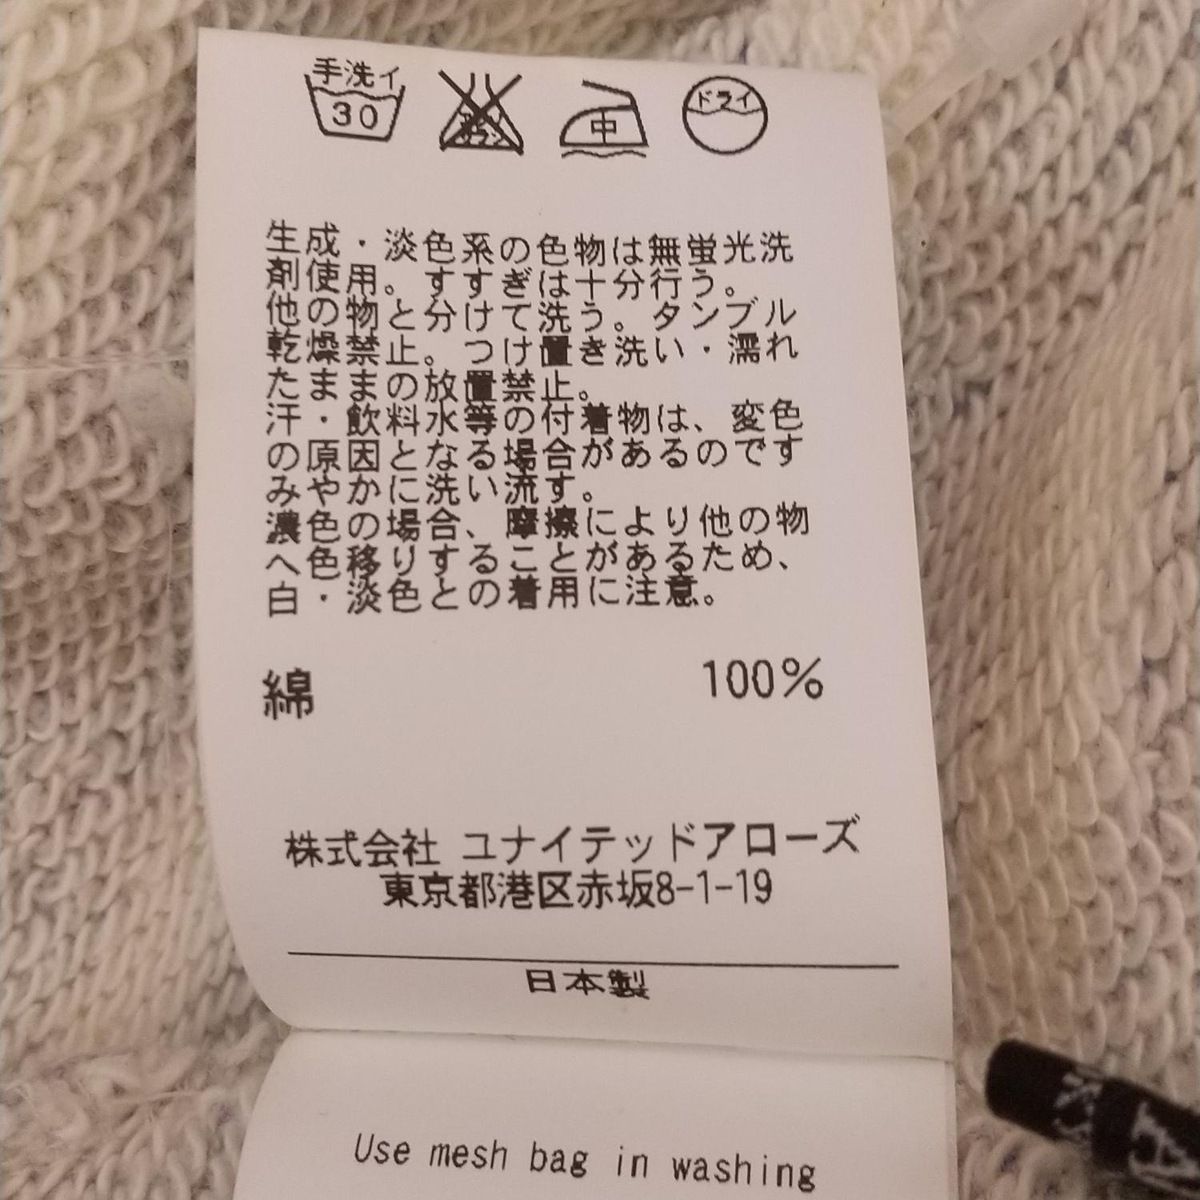 手洗イ 30 中 ドライ
生成・淡色系の色物は無蛍光洗
剤使用。すすぎは十分行う。
他の物と分けて洗う。タンブル
乾燥禁止。つけ置き洗い・濡れ
たままの放置禁止。
汗・飲料水等の付着物は、変色
の原因となる場合があるのです
みやかに洗い流す。
濃色の場合、摩擦により他の物
へ色移りすることがあるため、
白・淡色との着用に注意。
綿 100%
株式会社 ユナイテッドアローズ
東京都港区赤坂8-1-19
日本製
Use mesh bag in washing